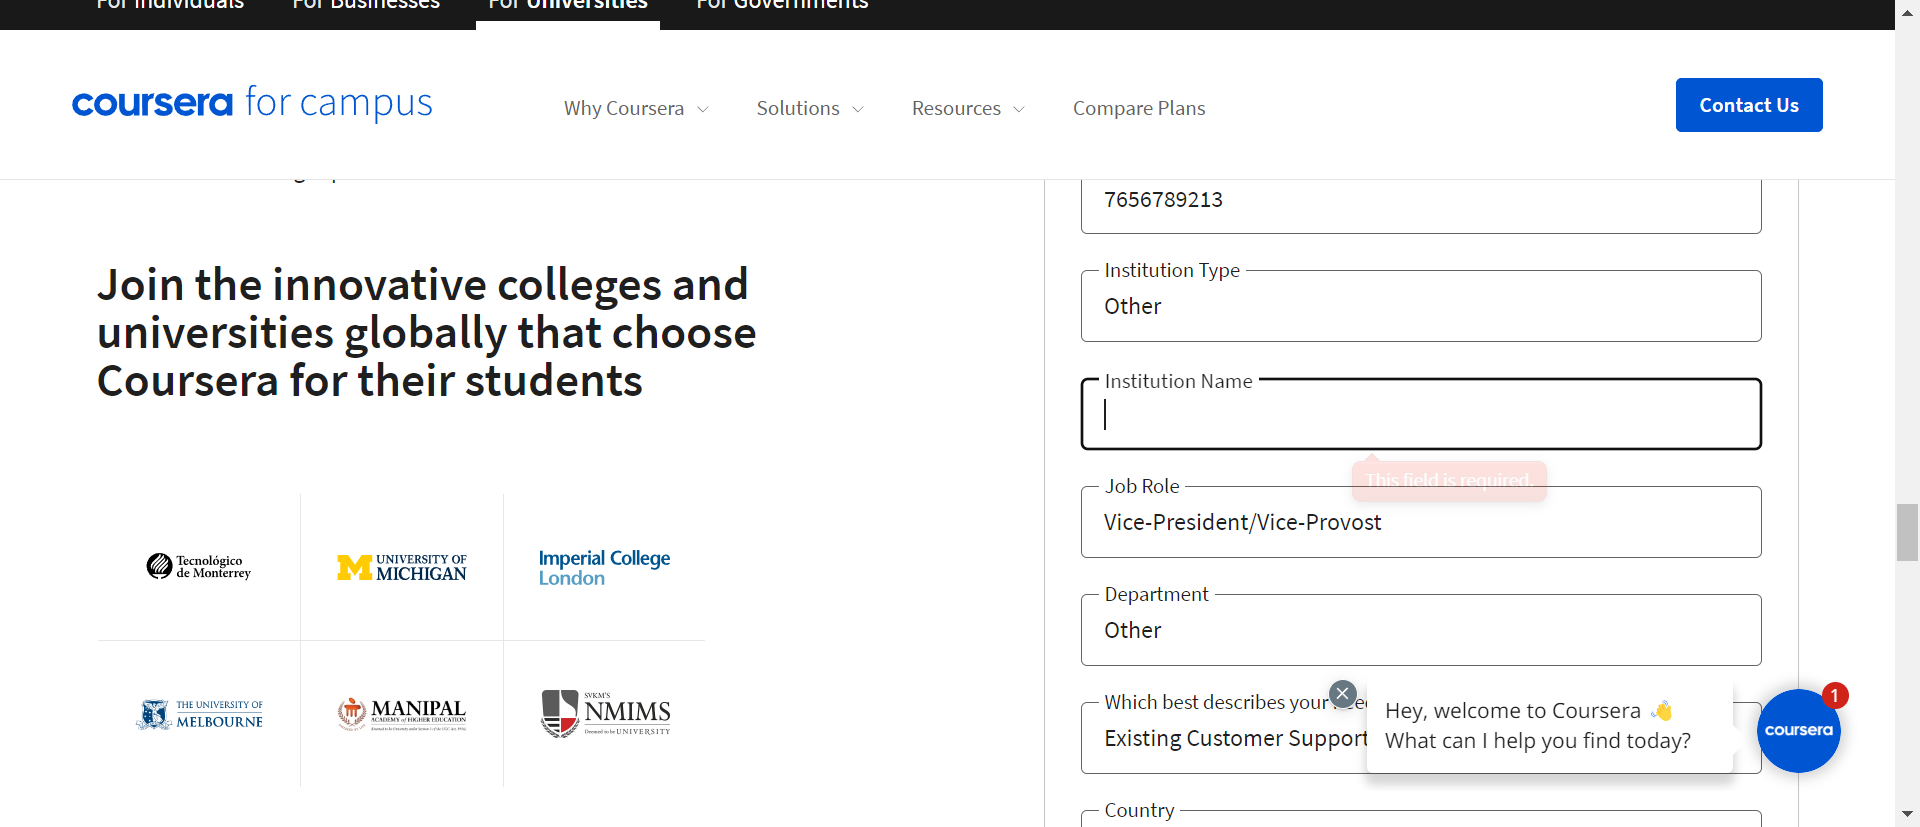 For Individuals
For Businesses
For Universities
For Governments
coursera for campus
Why Coursera
Solutions
Resources
Compare Plans
Contact Us
Join the innovative colleges and
universities globally that choose
Coursera for their students
Tecnológico
de Monterrey
M UNIVERSITY OF
MICHIGAN
Imperial College
London
THE UNIVERSITY OF
MELBOURNE
MANIPAL
ACADEMY of HIGHER EDUCATION
SVKM'S
NMIMS
Deemed to be UNIVERSITY
7656789213
Institution Type
Other
Institution Name
This field is required.
Job Role
Vice-President/Vice-Provost
Department
Other
Which best describes your
Existing Customer Support
Country
Hey, welcome to Coursera 👋
What can I help you find today?
coursera
1